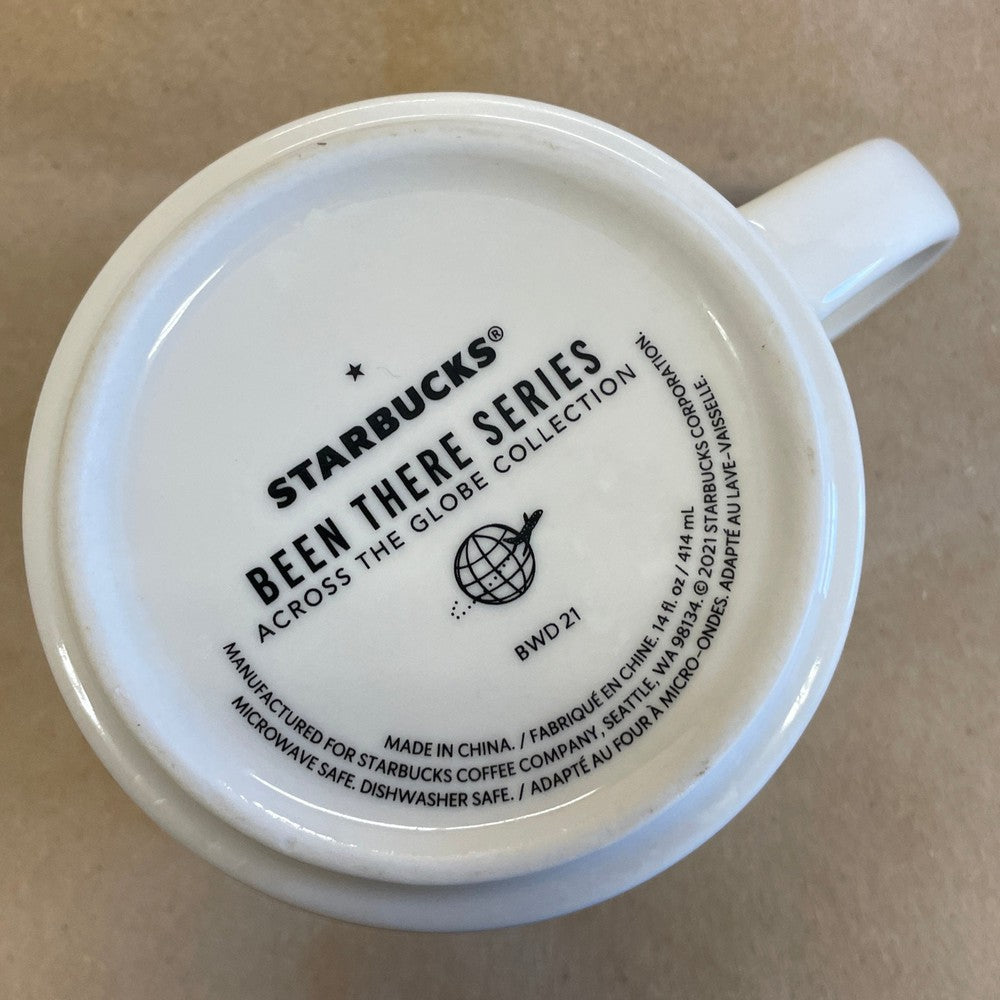 STARBUCKS®
BEEN THERE SERIES
ACROSS THE GLOBE COLLECTION
BWD 21
MADE IN CHINA. / FABRIQUÉ EN CHINE. 14 fl. oz / 414 mL
MANUFACTURED FOR STARBUCKS COFFEE COMPANY, SEATTLE, WA 98134. © 2021 STARBUCKS CORPORATION.
MICROWAVE SAFE. DISHWASHER SAFE. / ADAPTÉ AU FOUR À MICRO-ONDES. ADAPTÉ AU LAVE-VAISSELLE.